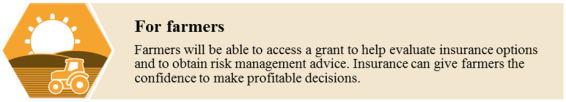 For farmers
Farmers will be able to access a grant to help evaluate insurance options
and to obtain risk management advice. Insurance can give farmers the
confidence to make profitable decisions.